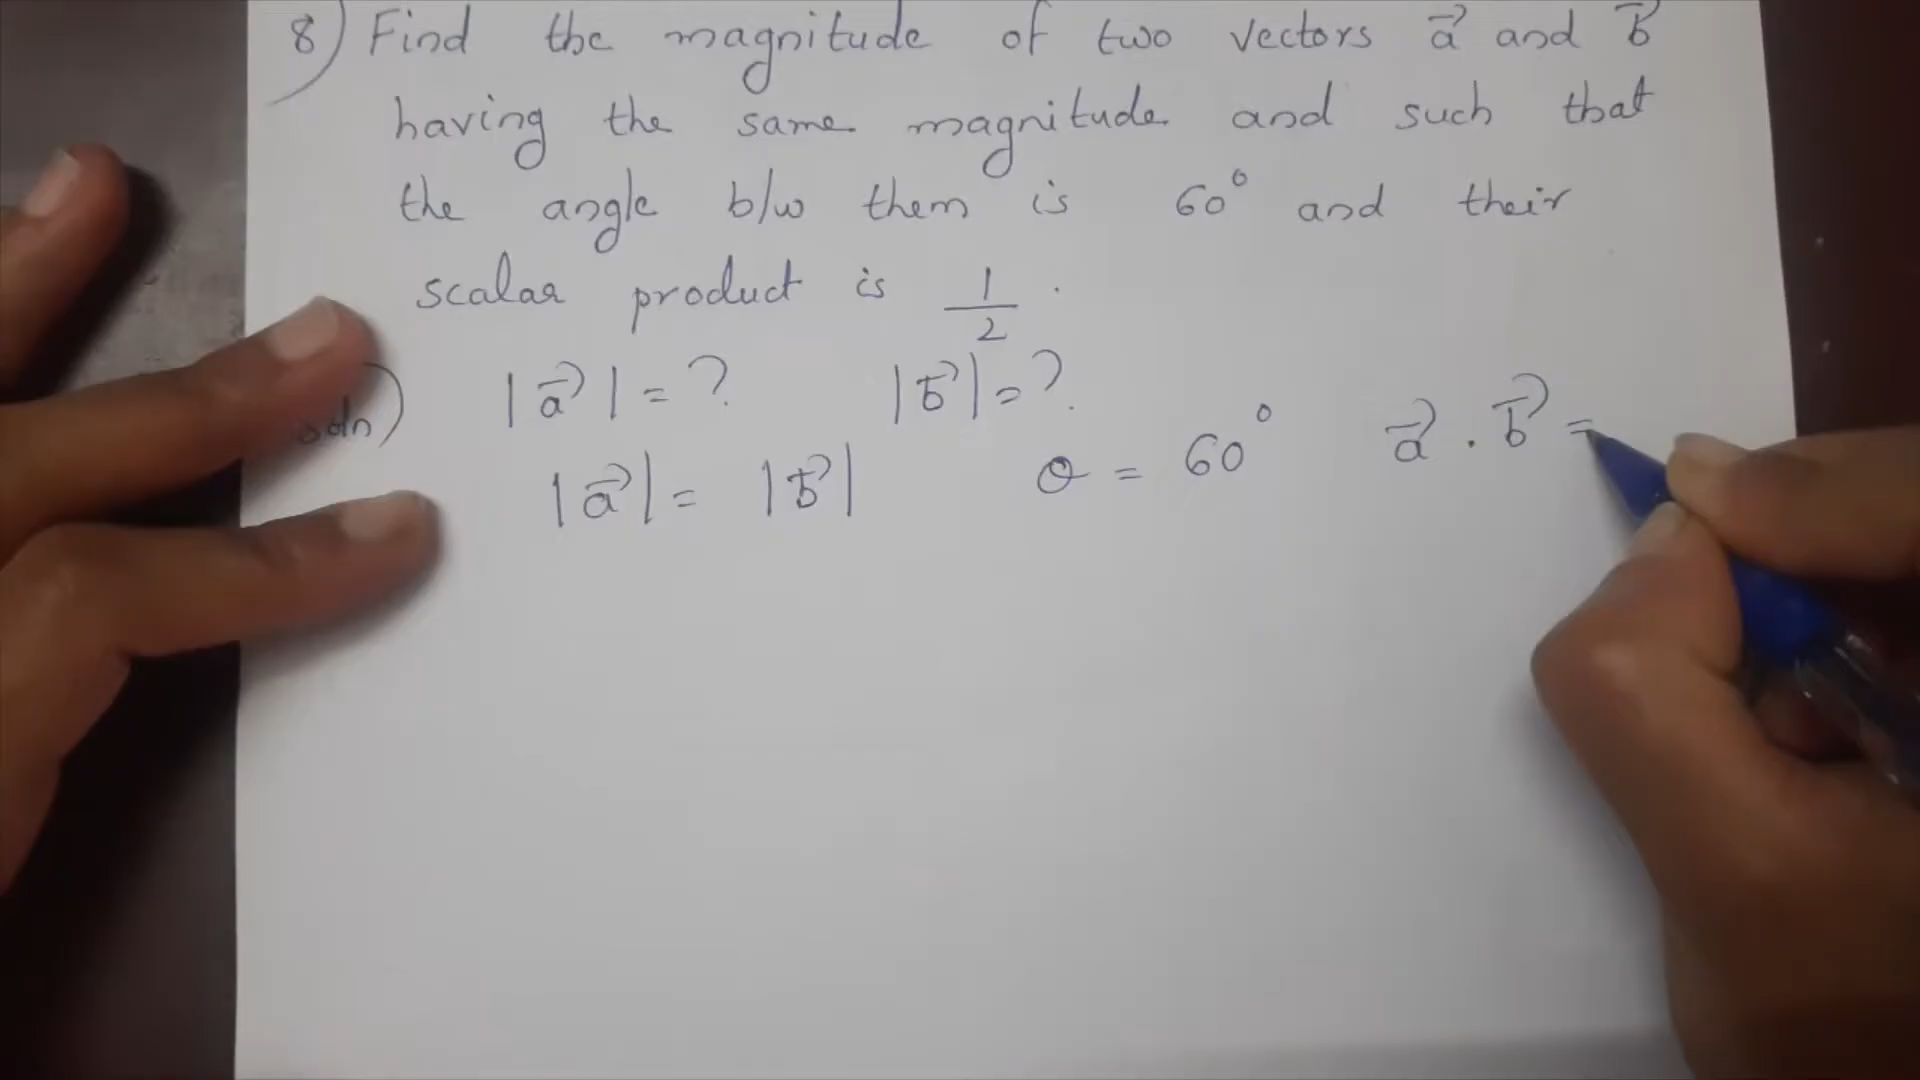 8) Find the magnitude of two vectors a⃗ and b⃗
having the same magnitude and such that
the angle b/w them is 60° and their
scalar product is 1/2.
soln) |a⃗| = ? |b⃗| = ?
|a⃗| = |b⃗| θ = 60° a⃗ . b⃗ =